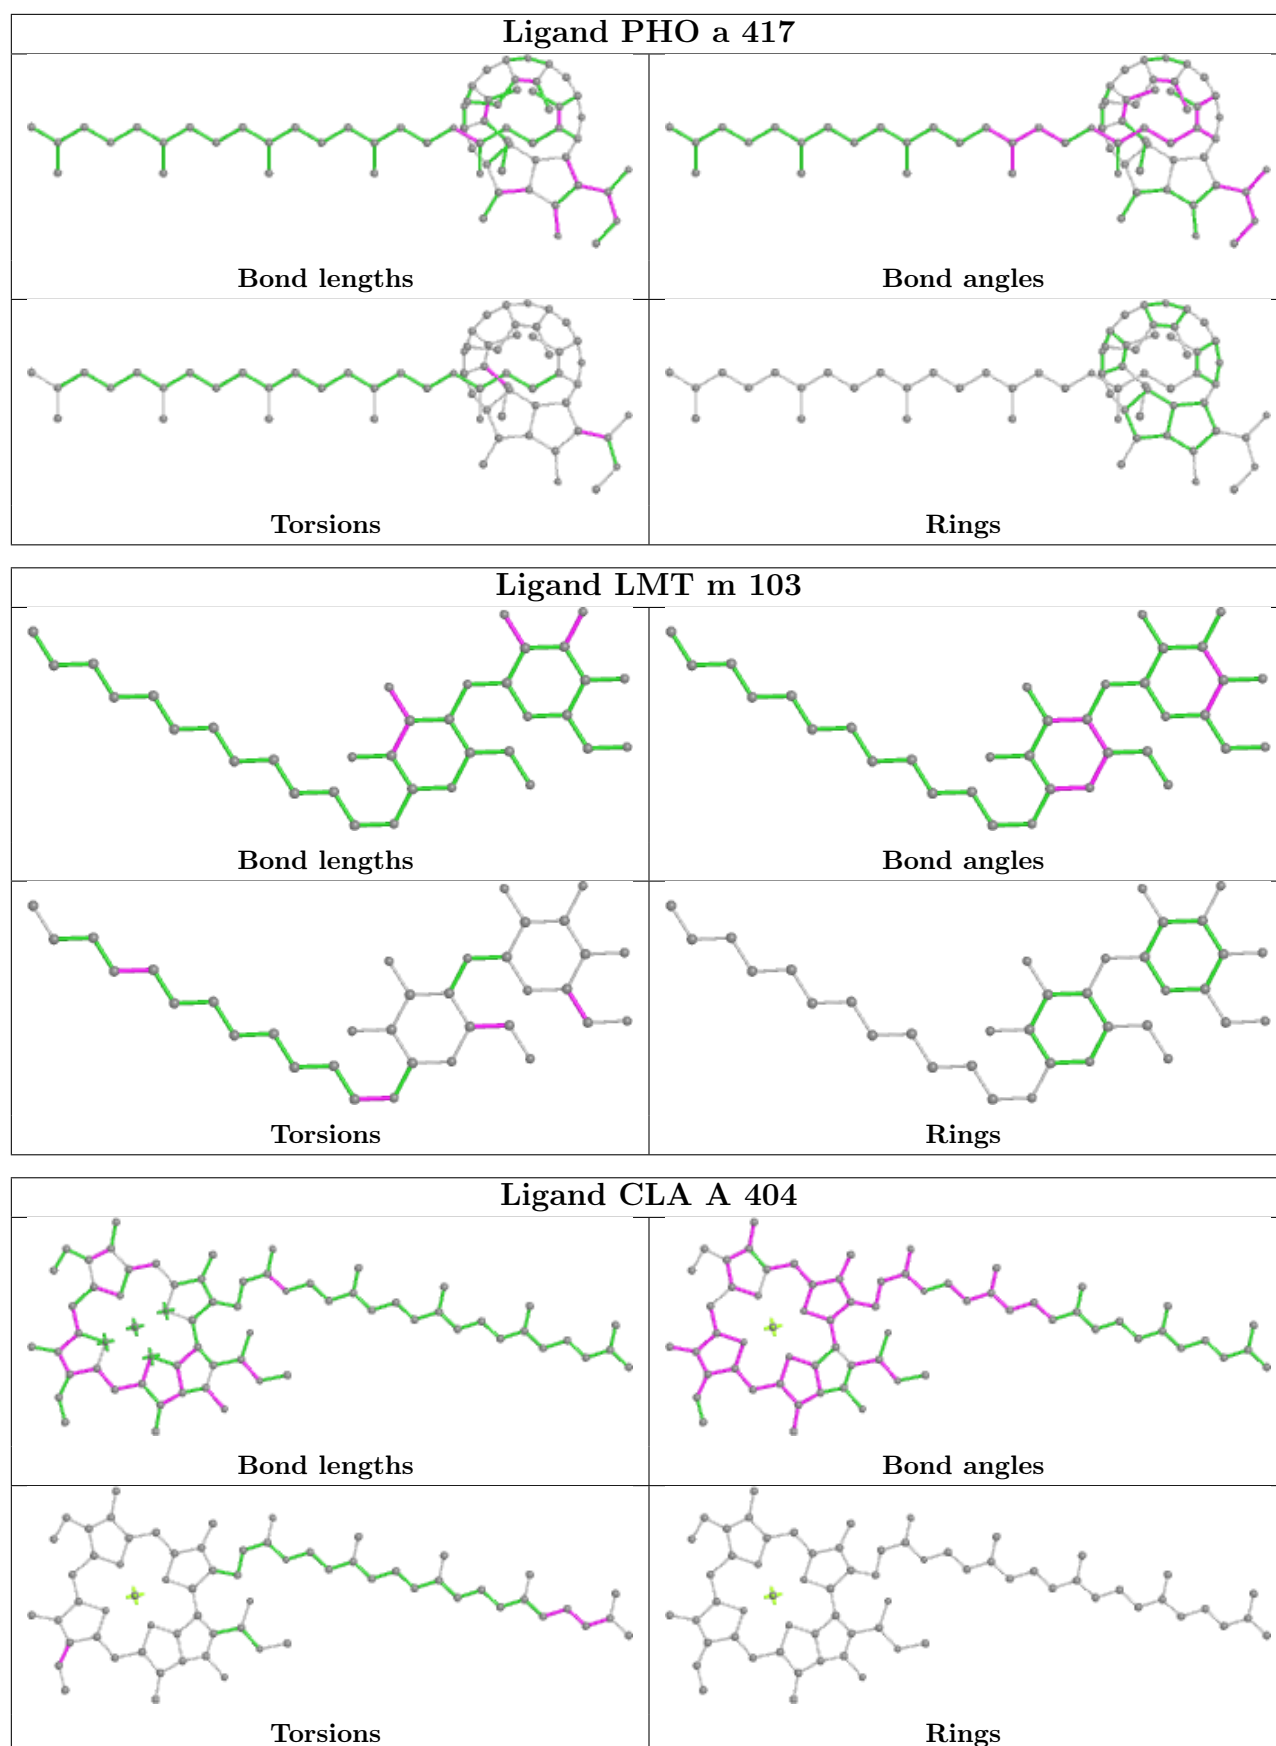 Ligand PHO a 417
Bond lengths
Bond angles
Torsions
Rings
Ligand LMT m 103
Bond lengths
Bond angles
Torsions
Rings
Ligand CLA A 404
Bond lengths
Bond angles
Torsions
Rings